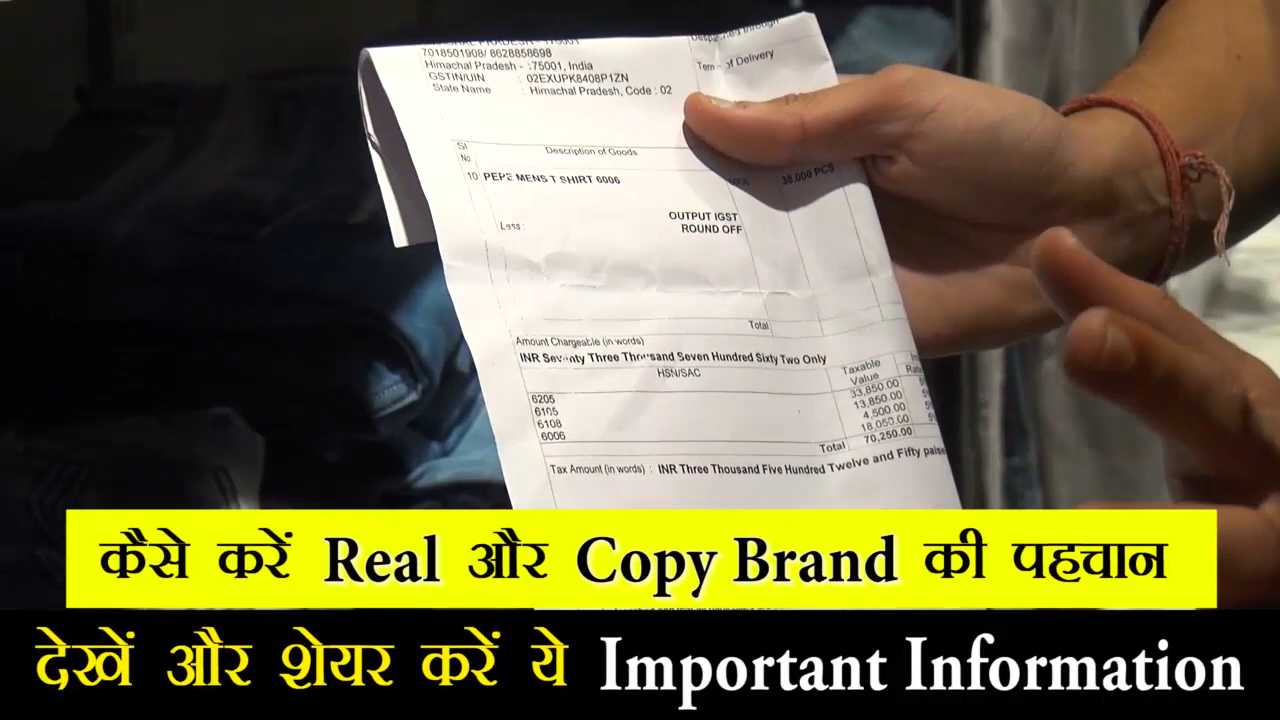 7018501908/ 8628858698
Himachal Pradesh - 175001, India
GSTIN/UIN : 02EXUPK8408P1ZN
State Name : Himachal Pradesh, Code : 02
Despatched through
Terms of Delivery
Sl No. Description of Goods
10 PEPE MENS T SHIRT 6006 38.000 PCS
Less : OUTPUT IGST
ROUND OFF
Total
Amount Chargeable (in words)
INR Seventy Three Thousand Seven Hundred Sixty Two Only
HSN/SAC Taxable Value
6205 33,850.00
6105 13,850.00
6108 4,500.00
6006 18,050.00
Total 70,250.00
Tax Amount (in words) : INR Three Thousand Five Hundred Twelve and Fifty paise
कैसे करें Real और Copy Brand की पहचान
देखें और शेयर करें ये Important Information